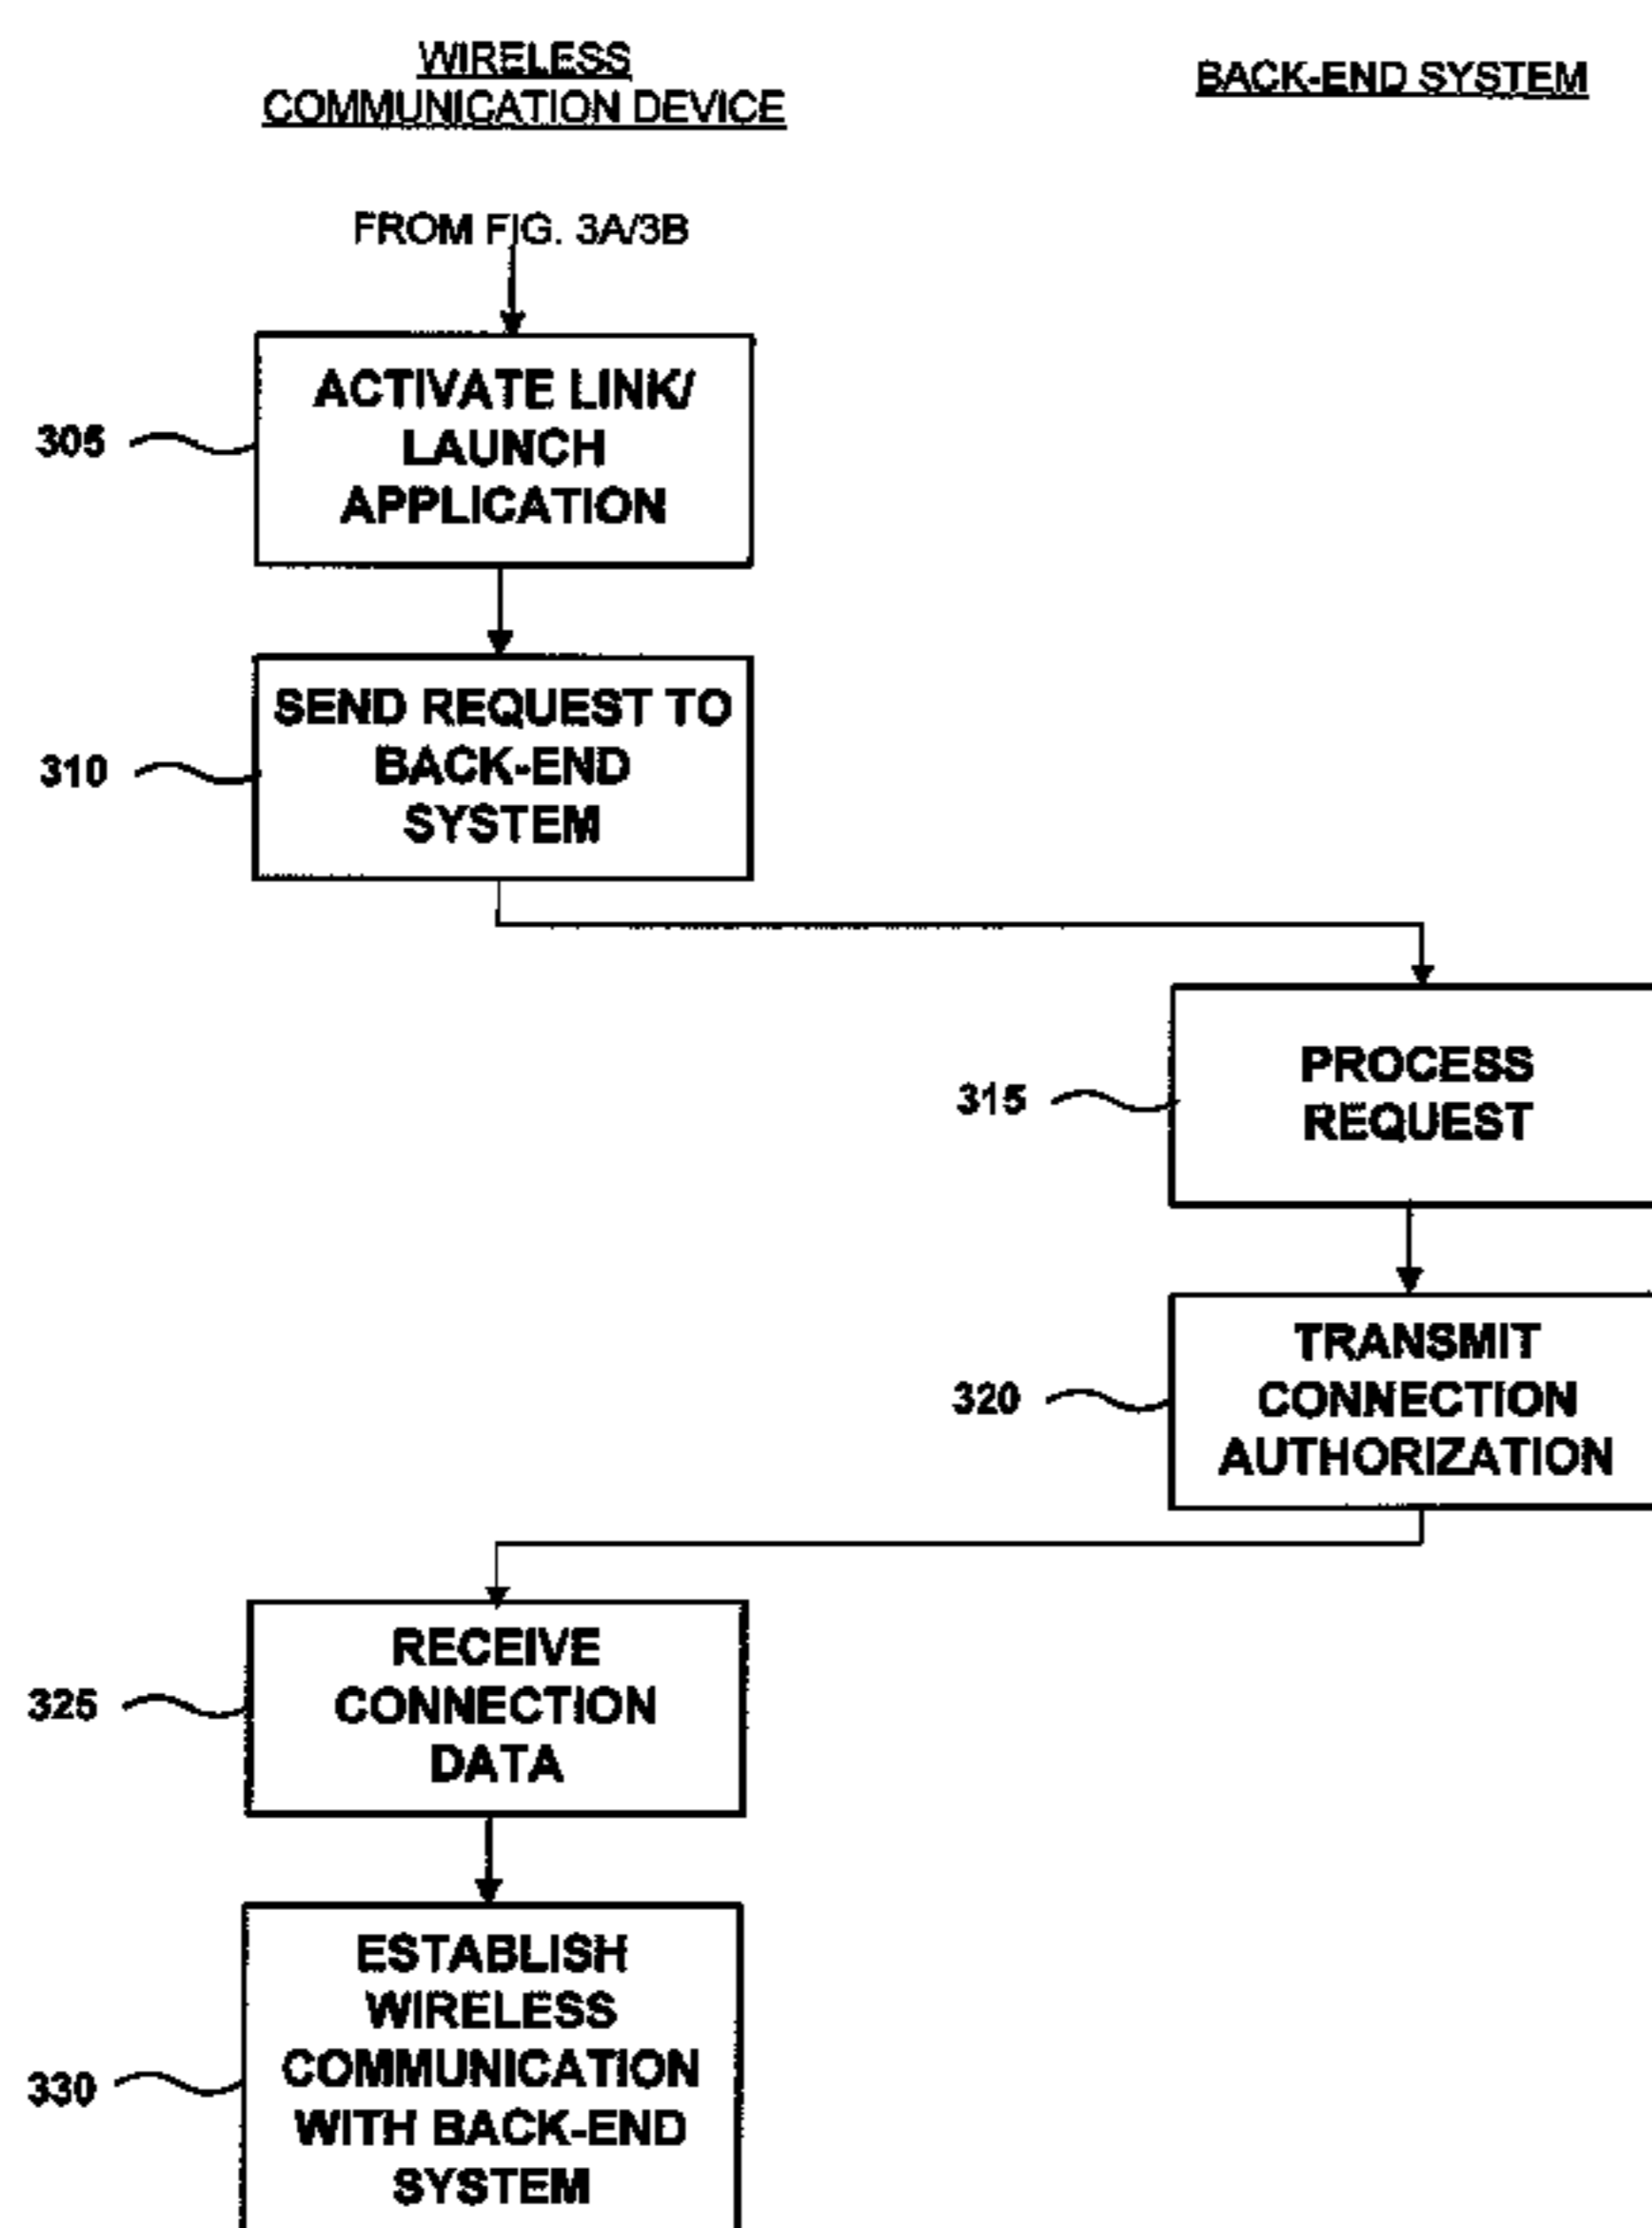 WIRELESS
COMMUNICATION DEVICE
BACK-END SYSTEM
FROM FIG. 3A/3B
ACTIVATE LINK/
LAUNCH
APPLICATION
305
SEND REQUEST TO
BACK-END
SYSTEM
310
PROCESS
REQUEST
315
TRANSMIT
CONNECTION
AUTHORIZATION
320
RECEIVE
CONNECTION
DATA
325
ESTABLISH
WIRELESS
COMMUNICATION
WITH BACK-END
SYSTEM
330